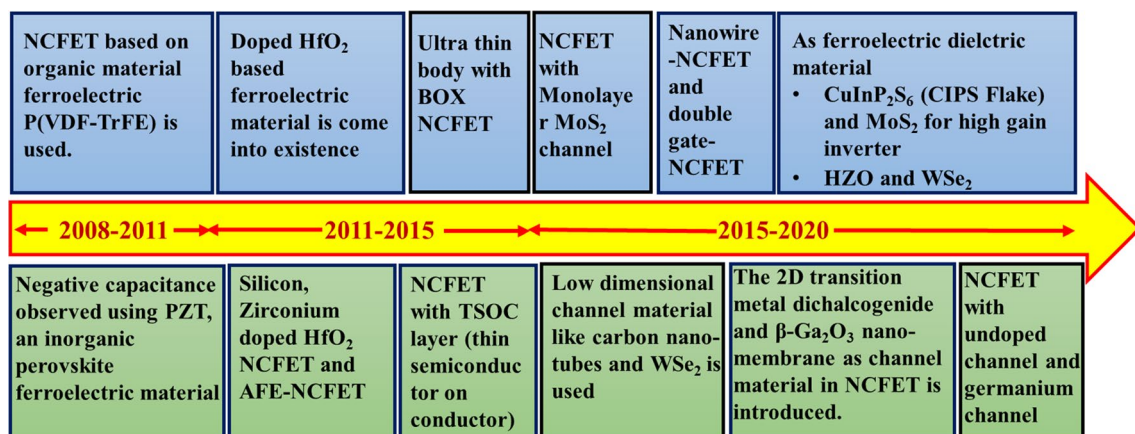 NCFET based on
organic material
ferroelectric
P(VDF-TrFE) is
used.
Doped HfO₂
based
ferroelectric
material is come
into existence
Ultra thin
body with
BOX
NCFET
NCFET
with
Monolaye
r MoS₂
channel
Nanowire
-NCFET
and
double
gate-
NCFET
As ferroelectric dielctric
material
• CuInP₂S₆ (CIPS Flake)
and MoS₂ for high gain
inverter
• HZO and WSe₂
2008-2011
2011-2015
2015-2020
Negative capacitance
observed using PZT,
an inorganic
perovskite
ferroelectric material
Silicon,
Zirconium
doped HfO₂
NCFET and
AFE-NCFET
NCFET
with TSOC
layer (thin
semiconduc
tor on
conductor)
Low dimensional
channel material
like carbon nano-
tubes and WSe₂ is
used
The 2D transition
metal dichalcogenide
and β-Ga₂O₃ nano-
membrane as channel
material in NCFET is
introduced.
NCFET
with
undoped
channel and
germanium
channel